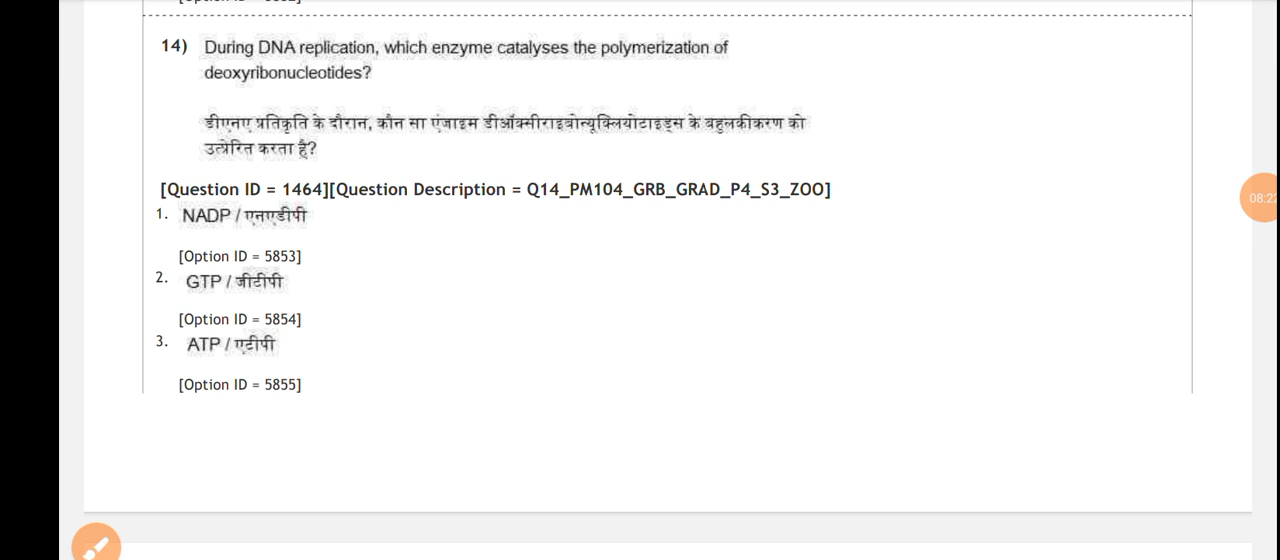 14) During DNA replication, which enzyme catalyses the polymerization of
deoxyribonucleotides?
डीएनए प्रतिकृति के दौरान, कौन सा एंजाइम डीऑक्सीराइबोन्यूक्लियोटाइड्स के बहुलकीकरण को
उत्प्रेरित करता है?
[Question ID = 1464][Question Description = Q14_PM104_GRB_GRAD_P4_S3_ZOO]
1. NADP / एनएडीपी
[Option ID = 5853]
2. GTP / जीटीपी
[Option ID = 5854]
3. ATP / एटीपी
[Option ID = 5855]